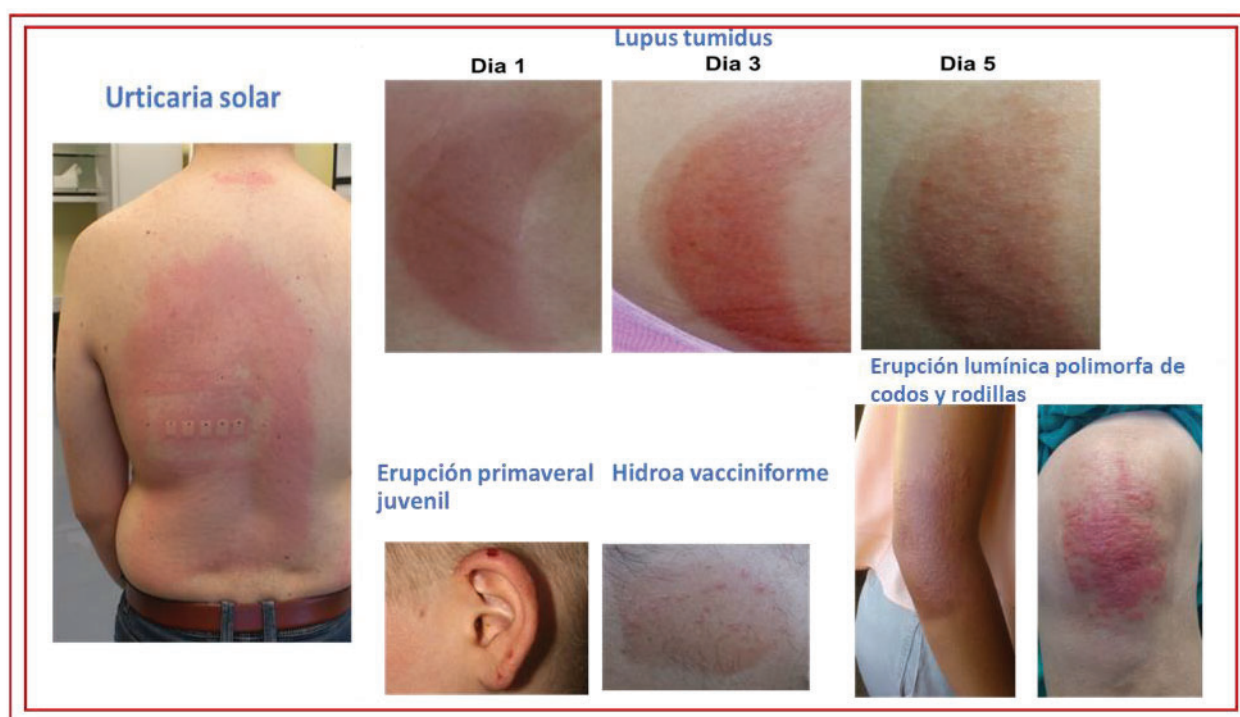 Urticaria solar
Lupus tumidus
Dia 1
Dia 3
Dia 5
Erupción primaveral
juvenil
Hidroa vacciniforme
Erupción lumínica polimorfa de
codos y rodillas